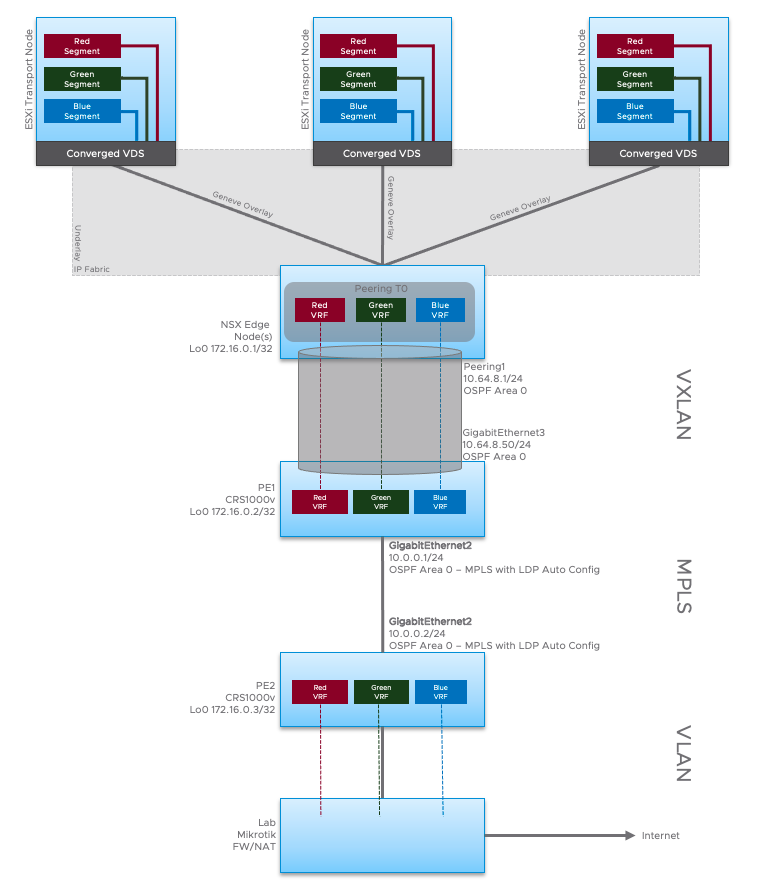 ESXi Transport Node
Red
Segment
Green
Segment
Blue
Segment
Converged VDS
ESXi Transport Node
Red
Segment
Green
Segment
Blue
Segment
Converged VDS
ESXi Transport Node
Red
Segment
Green
Segment
Blue
Segment
Converged VDS
Geneve Overlay
Geneve Overlay
Geneve Overlay
Underlay
IP Fabric
Peering T0
Red
VRF
Green
VRF
Blue
VRF
NSX Edge
Node(s)
Lo0 172.16.0.1/32
Peering1
10.64.8.1/24
OSPF Area 0
VXLAN
GigabitEthernet3
10.64.8.50/24
OSPF Area 0
PE1
CRS1000v
Lo0 172.16.0.2/32
Red
VRF
Green
VRF
Blue
VRF
GigabitEthernet2
10.0.0.1/24
OSPF Area 0 – MPLS with LDP Auto Config
MPLS
GigabitEthernet2
10.0.0.2/24
OSPF Area 0 – MPLS with LDP Auto Config
PE2
CRS1000v
Lo0 172.16.0.3/32
Red
VRF
Green
VRF
Blue
VRF
VLAN
Lab
Mikrotik
FW/NAT
Internet